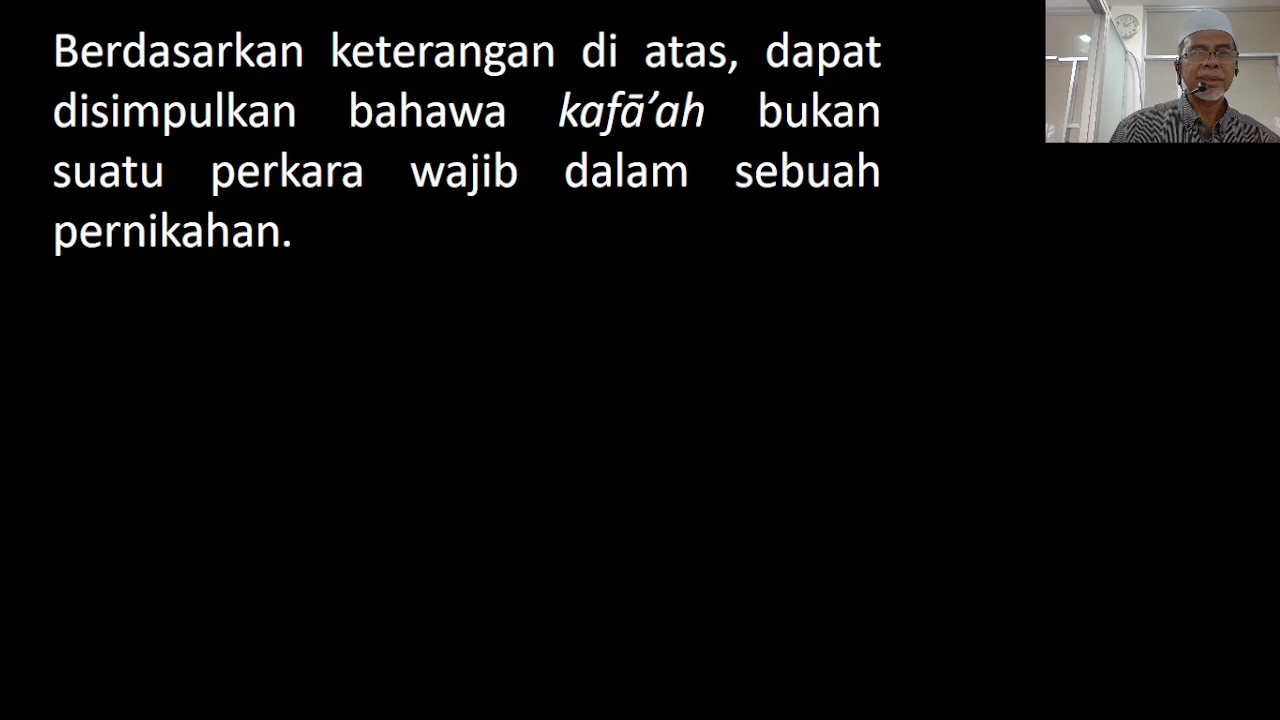 Berdasarkan keterangan di atas, dapat
disimpulkan bahawa kafā’ah bukan
suatu perkara wajib dalam sebuah
pernikahan.